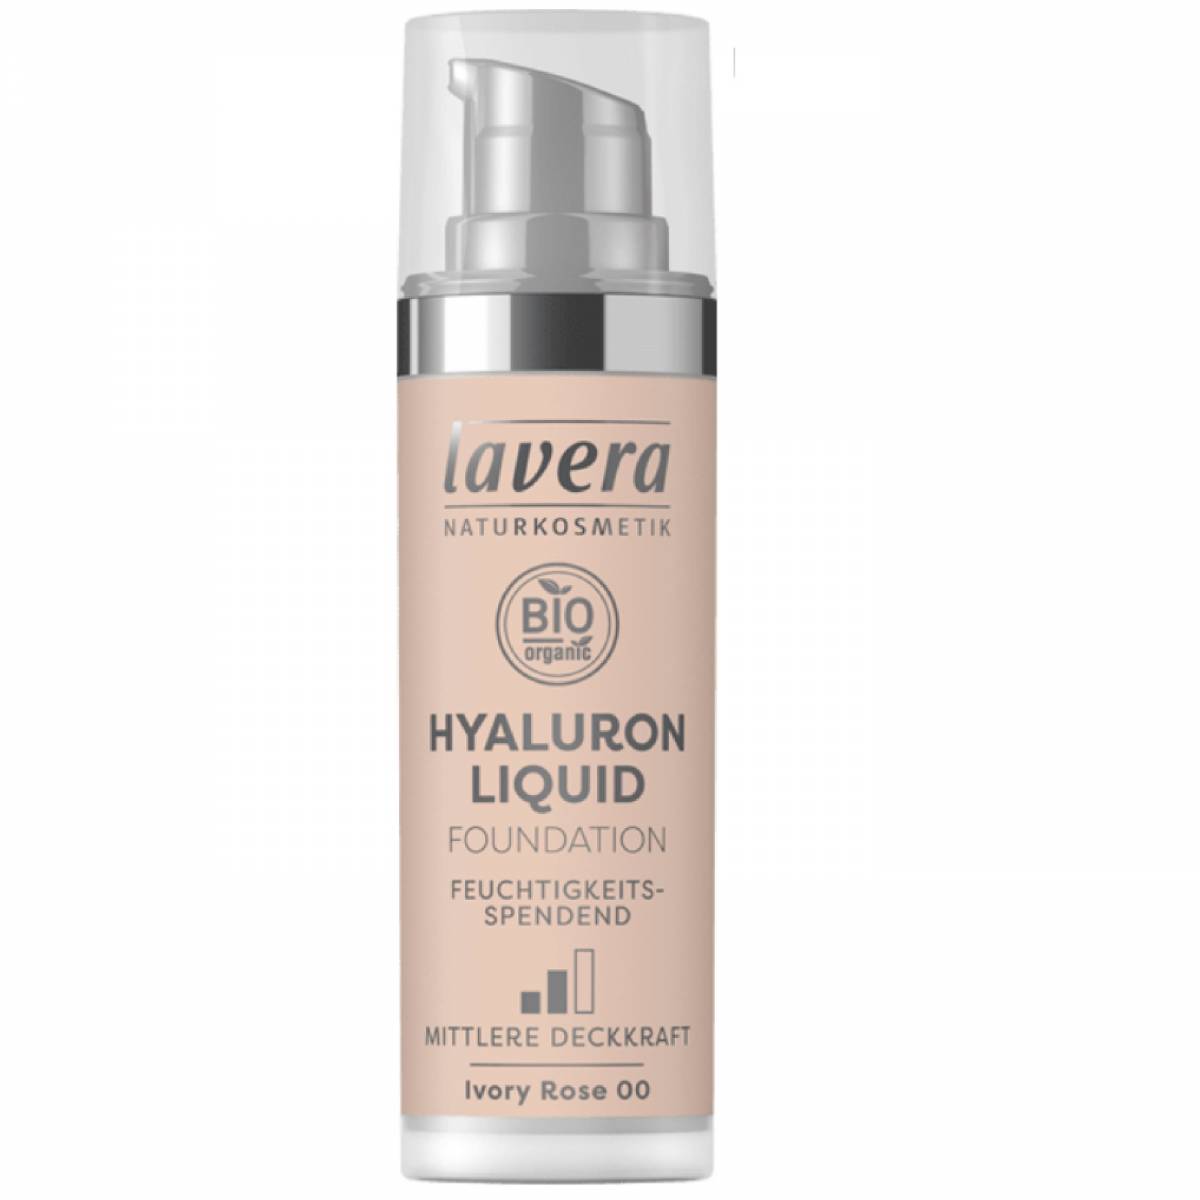 lavera
NATURKOSMETIK
BIO
organic
HYALURON
LIQUID
FOUNDATION
FEUCHTIGKEITS-
SPENDEND
MITTLERE DECKKRAFT
Ivory Rose 00